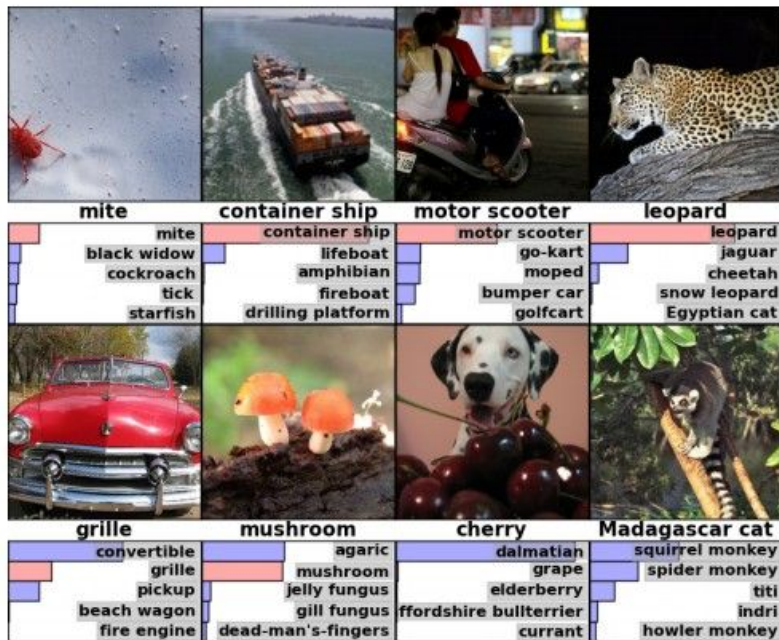 mite
container ship
motor scooter
leopard
mite
black widow
cockroach
tick
starfish
container ship
lifeboat
amphibian
fireboat
drilling platform
motor scooter
go-kart
moped
bumper car
golfcart
leopard
jaguar
cheetah
snow leopard
Egyptian cat
grille
mushroom
cherry
Madagascar cat
convertible
grille
pickup
beach wagon
fire engine
agaric
mushroom
jelly fungus
gill fungus
dead-man's-fingers
dalmatian
grape
elderberry
ffordshire bullterrier
currant
squirrel monkey
spider monkey
titi
indri
howler monkey